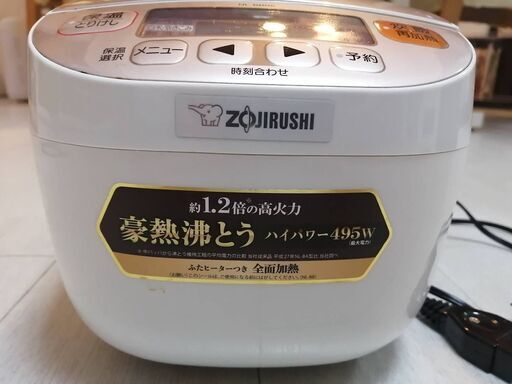 保温
とりけし
再加熱
保温
選択
メニュー
予約
時刻合わせ
ZOJIRUSHI
約1.2倍の高火力
豪熱沸とう ハイパワー495W
(最大電力)
ふたヒーターつき 全面加熱